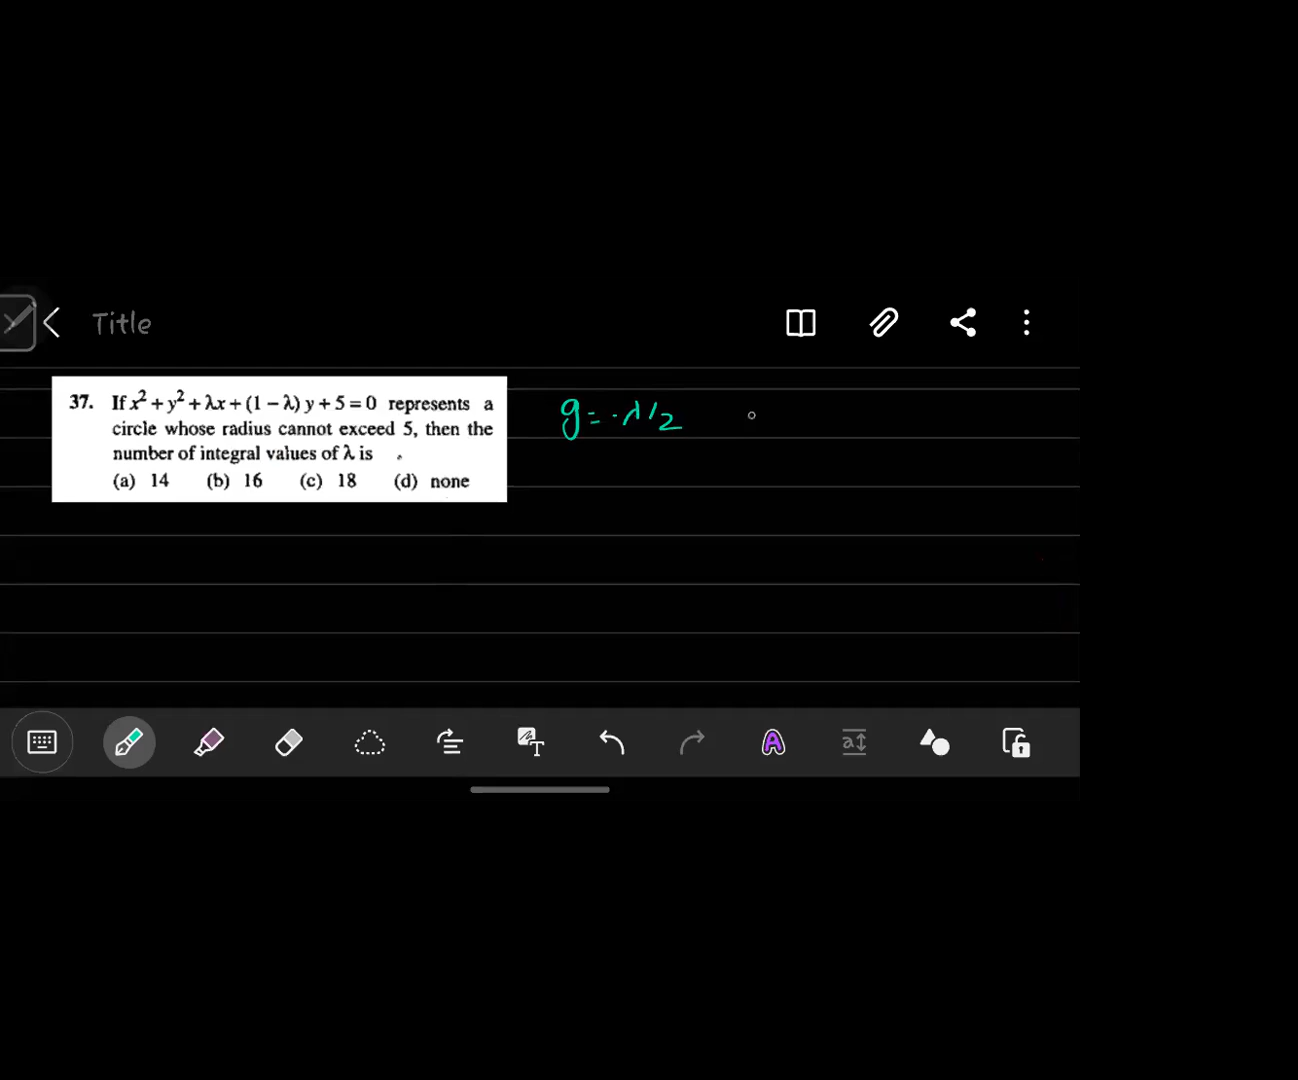 Title
37. If x² + y² + λx + (1 – λ) y + 5 = 0 represents a
circle whose radius cannot exceed 5, then the
number of integral values of λ is
(a) 14 (b) 16 (c) 18 (d) none
g = -λ/2
T
A
a